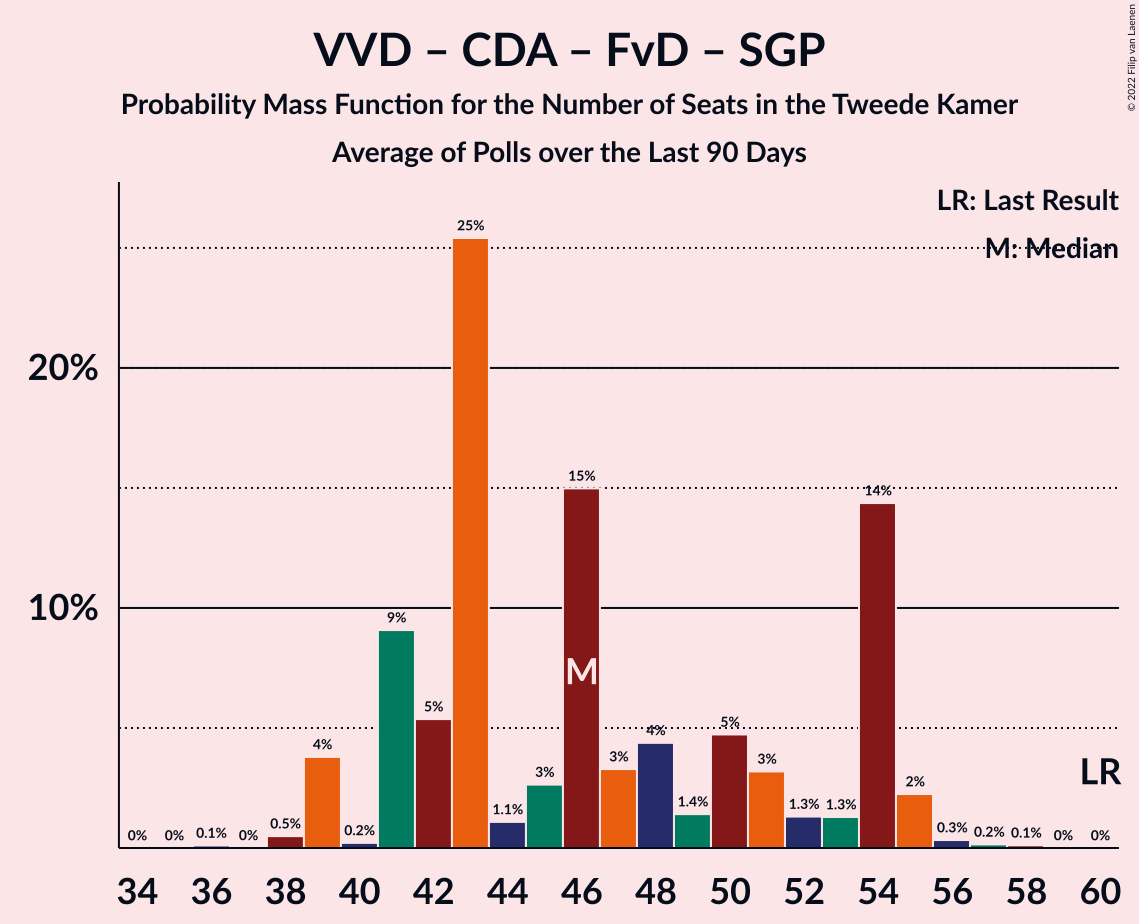 VVD – CDA – FvD – SGP
Probability Mass Function for the Number of Seats in the Tweede Kamer
Average of Polls over the Last 90 Days
© 2022 Filip van Laenen
LR: Last Result
M: Median
20%
10%
0% 0% 0.1% 0% 0.5% 4% 0.2% 9% 5% 25% 1.1% 3% 15% 3% 4% 1.4% 5% 3% 1.3% 1.3% 14% 2% 0.3% 0.2% 0.1% 0% 0%
M
LR
34 36 38 40 42 44 46 48 50 52 54 56 58 60